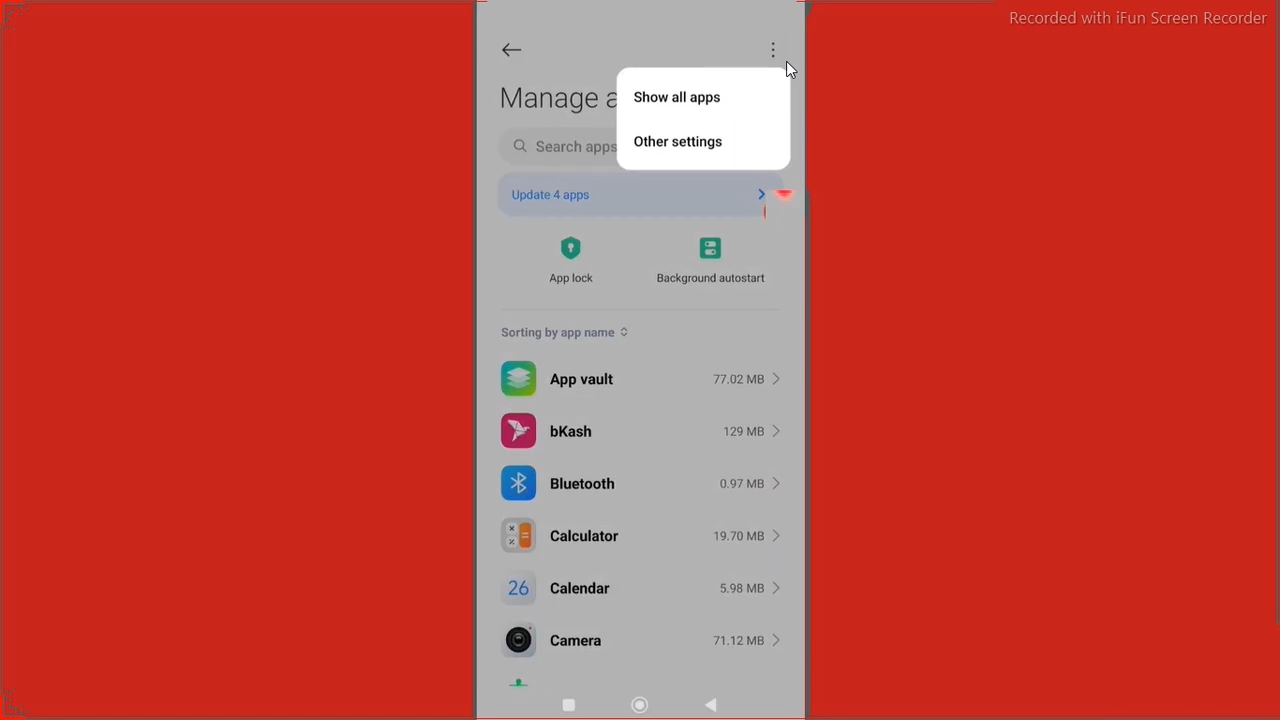 Recorded with iFun Screen Recorder
Show all apps
Manage a
Other settings
Search apps
Update 4 apps
App lock
Background autostart
Sorting by app name
App vault
77.02 MB
bKash
129 MB
Bluetooth
0.97 MB
Calculator
19.70 MB
26
Calendar
5.98 MB
Camera
71.12 MB